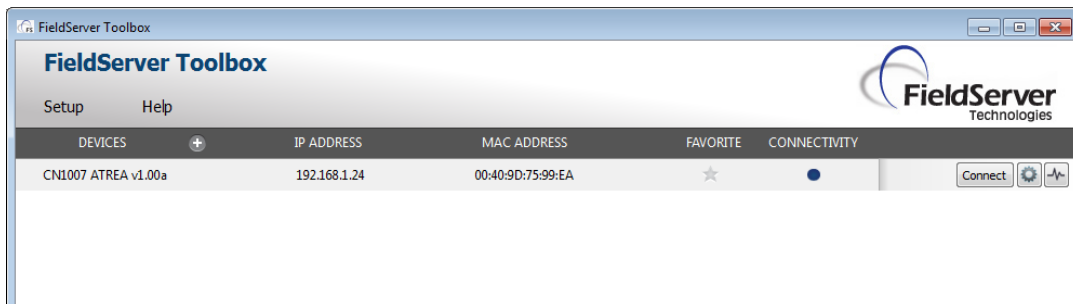 FieldServer Toolbox
FieldServer Toolbox
FieldServer
Technologies
Setup Help
DEVICES IP ADDRESS MAC ADDRESS FAVORITE CONNECTIVITY
CN1007 ATREA v1.00a 192.168.1.24 00:40:9D:75:99:EA Connect